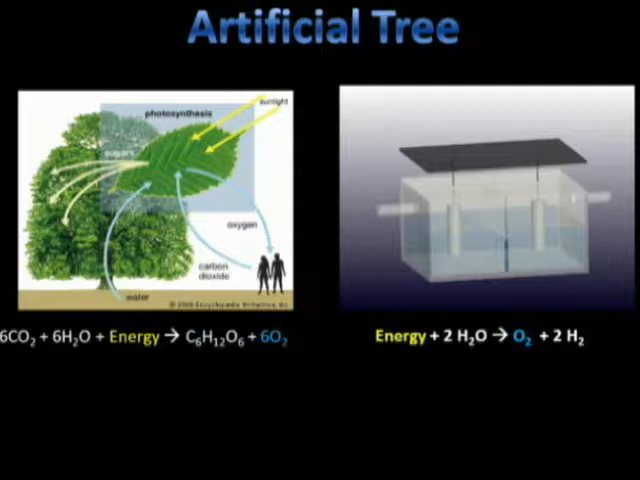 Artificial Tree
photosynthesis
sunlight
sugars
oxygen
carbon
dioxide
water
6CO₂ + 6H₂O + Energy → C₆H₁₂O₆ + 6O₂
Energy + 2 H₂O → O₂ + 2 H₂